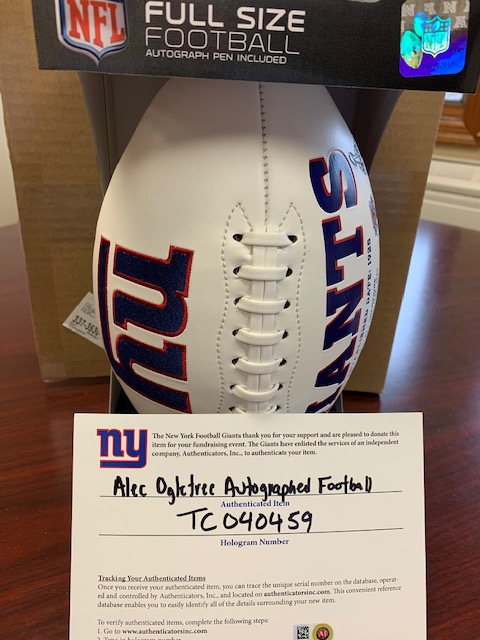 NFL
FULL SIZE
FOOTBALL
AUTOGRAPH PEN INCLUDED
NFL
ny
GIANTS
ny
The New York Football Giants thank you for your support and are pleased to donate this
item for your fundraising event. The Giants have enlisted the services of an independent
company, Authenticators, Inc., to authenticate your item.
Alec Ogletree Autographed Football
Authenticated Item
TC040459
Hologram Number
Tracking Your Authenticated Items
Once you receive your authenticated item, you can trace the unique serial number on the database, operat-
ed and controlled by Authenticators, Inc., and located on authenticatorsinc.com. This convenient reference
database enables you to easily identify all of the details surrounding your new item.
To verify authenticated items, complete the following steps:
1. Go to www.authenticatorsinc.com